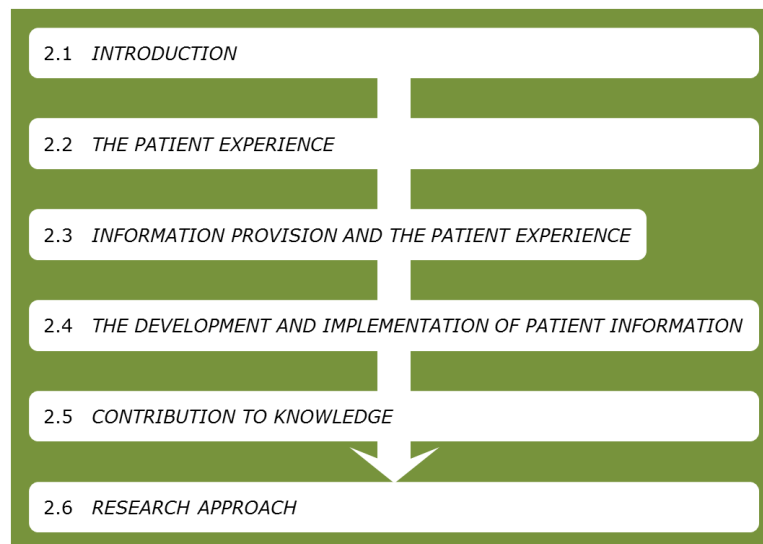 2.1 INTRODUCTION
2.2 THE PATIENT EXPERIENCE
2.3 INFORMATION PROVISION AND THE PATIENT EXPERIENCE
2.4 THE DEVELOPMENT AND IMPLEMENTATION OF PATIENT INFORMATION
2.5 CONTRIBUTION TO KNOWLEDGE
2.6 RESEARCH APPROACH